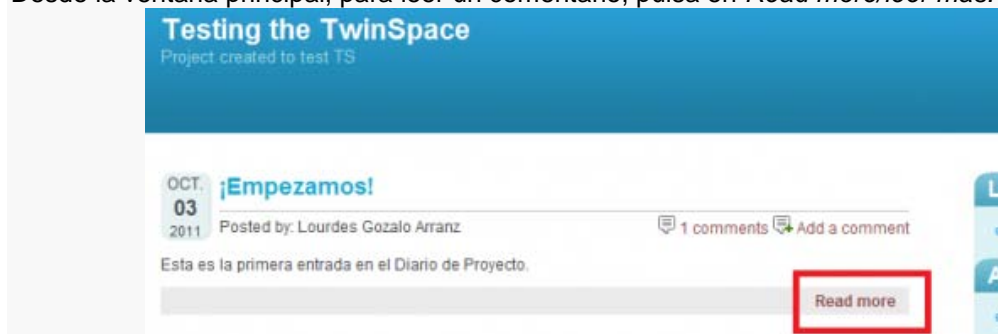 Desde la ventana principal, para leer un comentario, pulsa en Read more/leer más.
Testing the TwinSpace
Project created to test TS
OCT.
03
2011
¡Empezamos!
Posted by: Lourdes Gozalo Arranz
1 comments Add a comment
Esta es la primera entrada en el Diario de Proyecto.
Read more